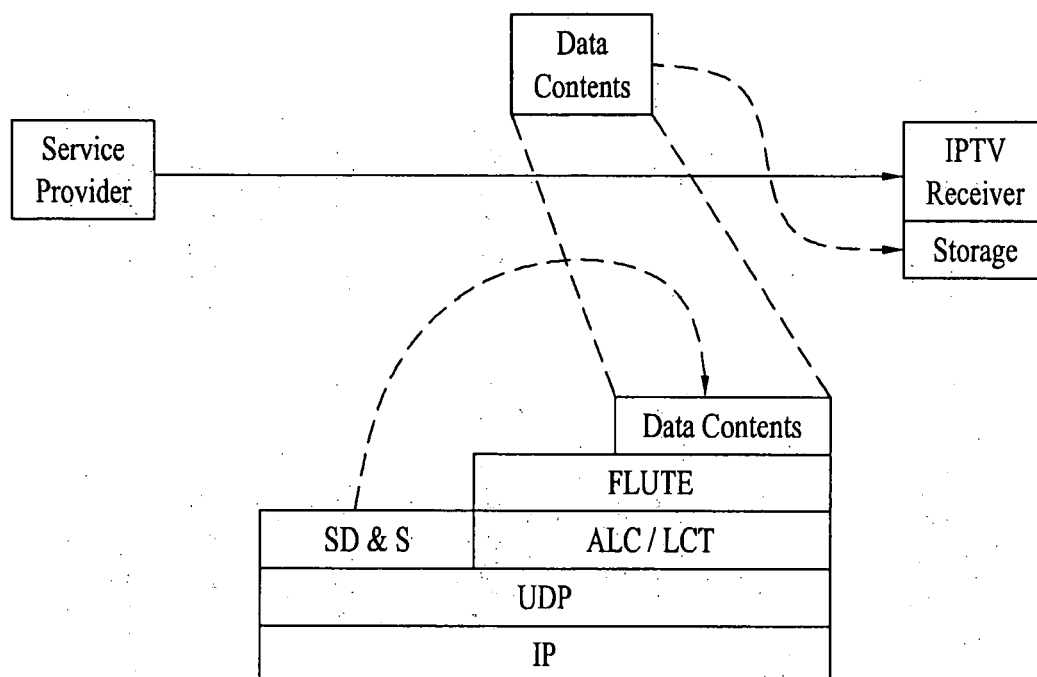 Data
Contents
Service
Provider
IPTV
Receiver
Storage
Data Contents
FLUTE
SD & S
ALC / LCT
UDP
IP